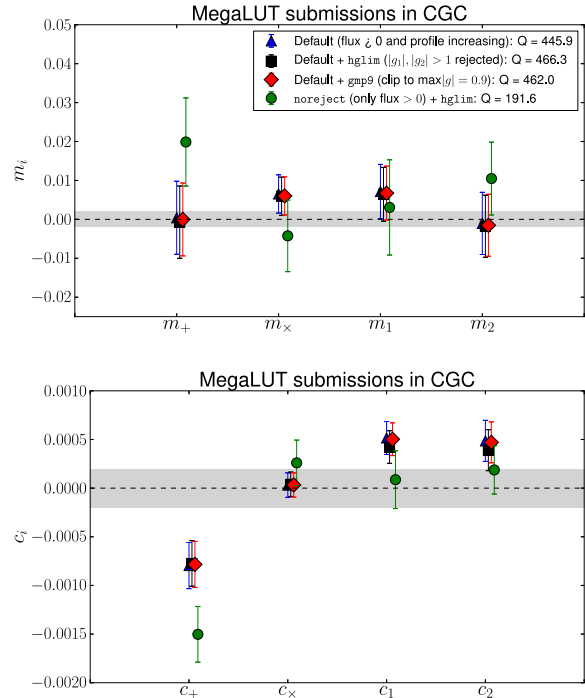 MegaLUT submissions in CGC
Default (flux ¿ 0 and profile increasing): Q = 445.9
Default + hglim (|g₁|, |g₂| > 1 rejected): Q = 466.3
Default + gmp9 (clip to max|g| = 0.9): Q = 462.0
noreject (only flux > 0) + hglim: Q = 191.6
0.05
0.04
0.03
0.02
0.01
0.00
−0.01
−0.02
mᵢ
m₊
m×
m₁
m₂
MegaLUT submissions in CGC
0.0010
0.0005
0.0000
−0.0005
−0.0010
−0.0015
−0.0020
cᵢ
c₊
c×
c₁
c₂